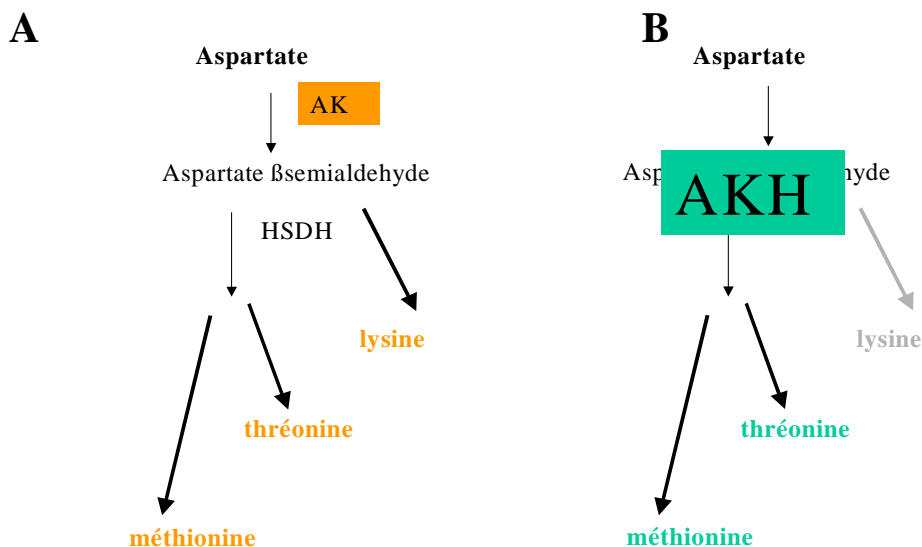 A
Aspartate
AK
Aspartate ßsemialdehyde
HSDH
lysine
thréonine
méthionine
B
Aspartate
Asp hyde
AKH
lysine
thréonine
méthionine